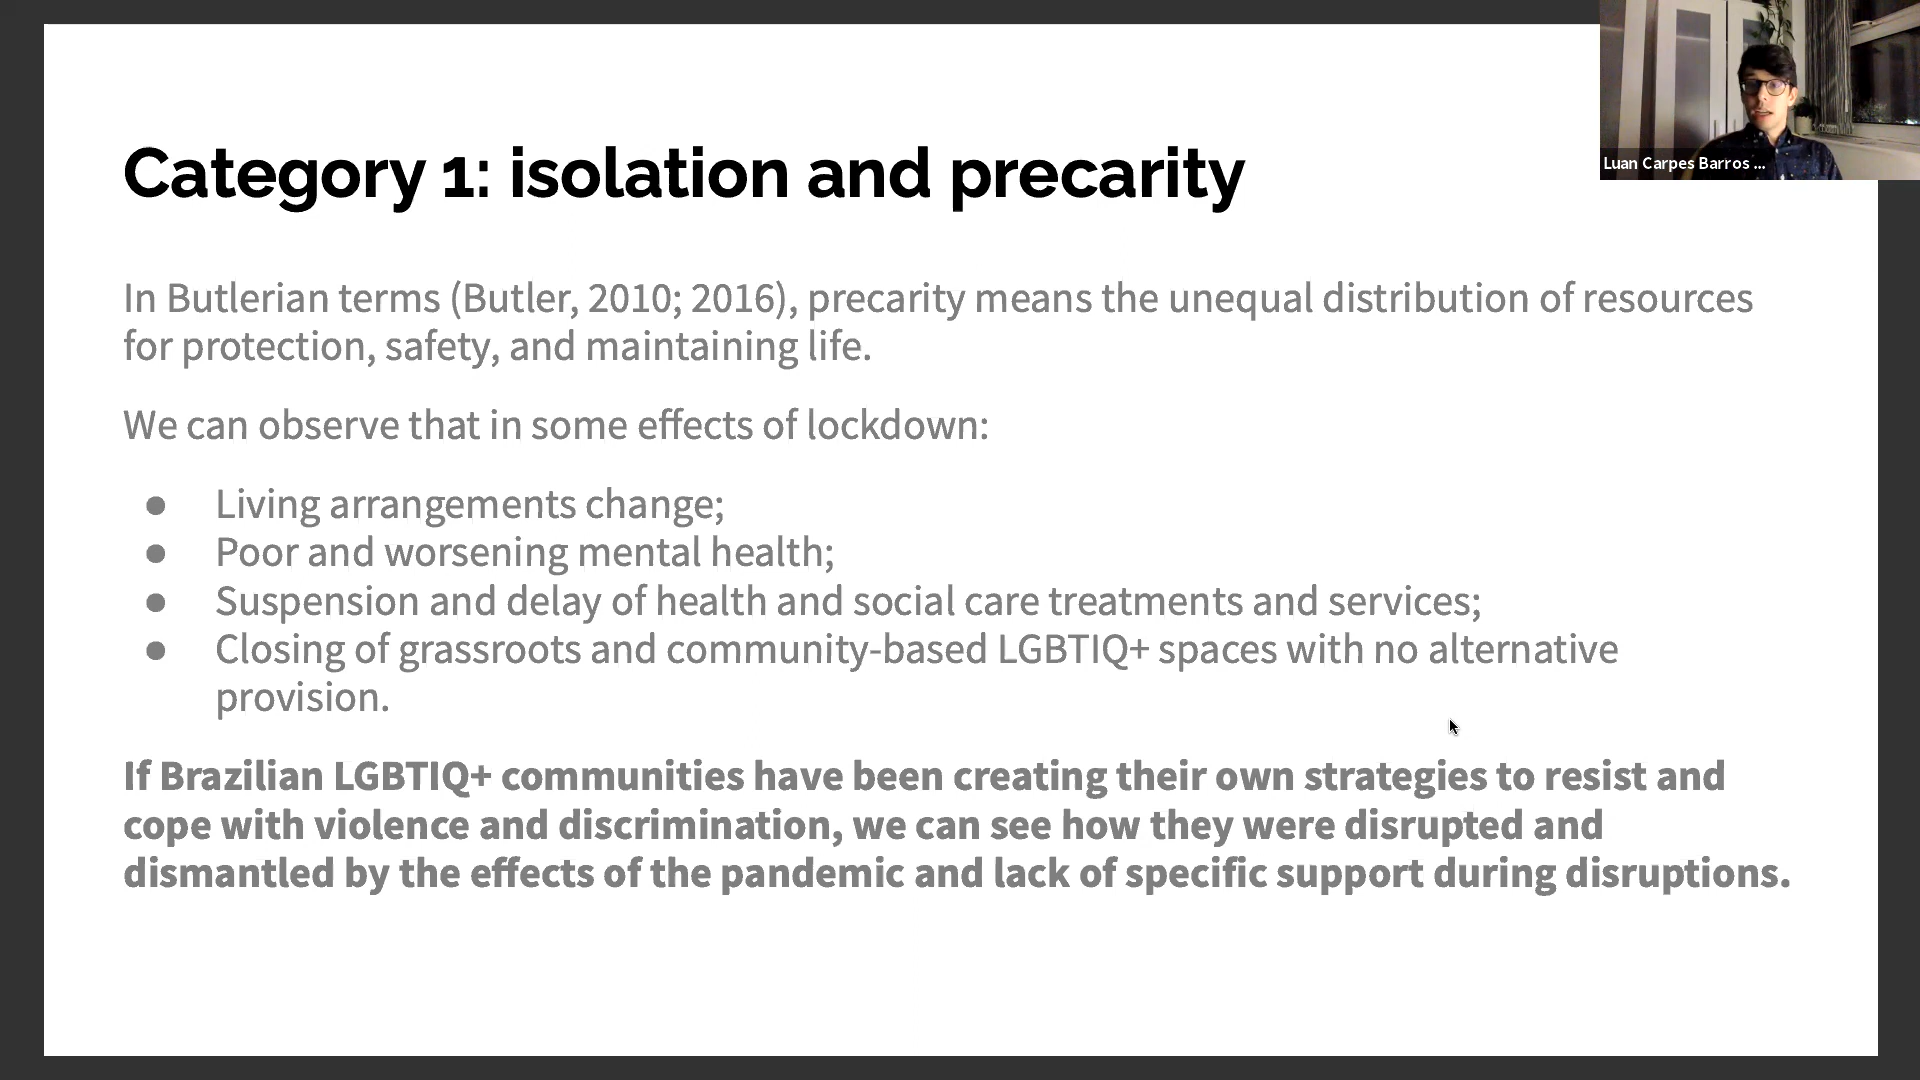 Category 1: isolation and precarity
Luan Carpes Barros ...
In Butlerian terms (Butler, 2010; 2016), precarity means the unequal distribution of resources
for protection, safety, and maintaining life.
We can observe that in some effects of lockdown:
● Living arrangements change;
● Poor and worsening mental health;
● Suspension and delay of health and social care treatments and services;
● Closing of grassroots and community-based LGBTIQ+ spaces with no alternative
provision.
If Brazilian LGBTIQ+ communities have been creating their own strategies to resist and
cope with violence and discrimination, we can see how they were disrupted and
dismantled by the effects of the pandemic and lack of specific support during disruptions.